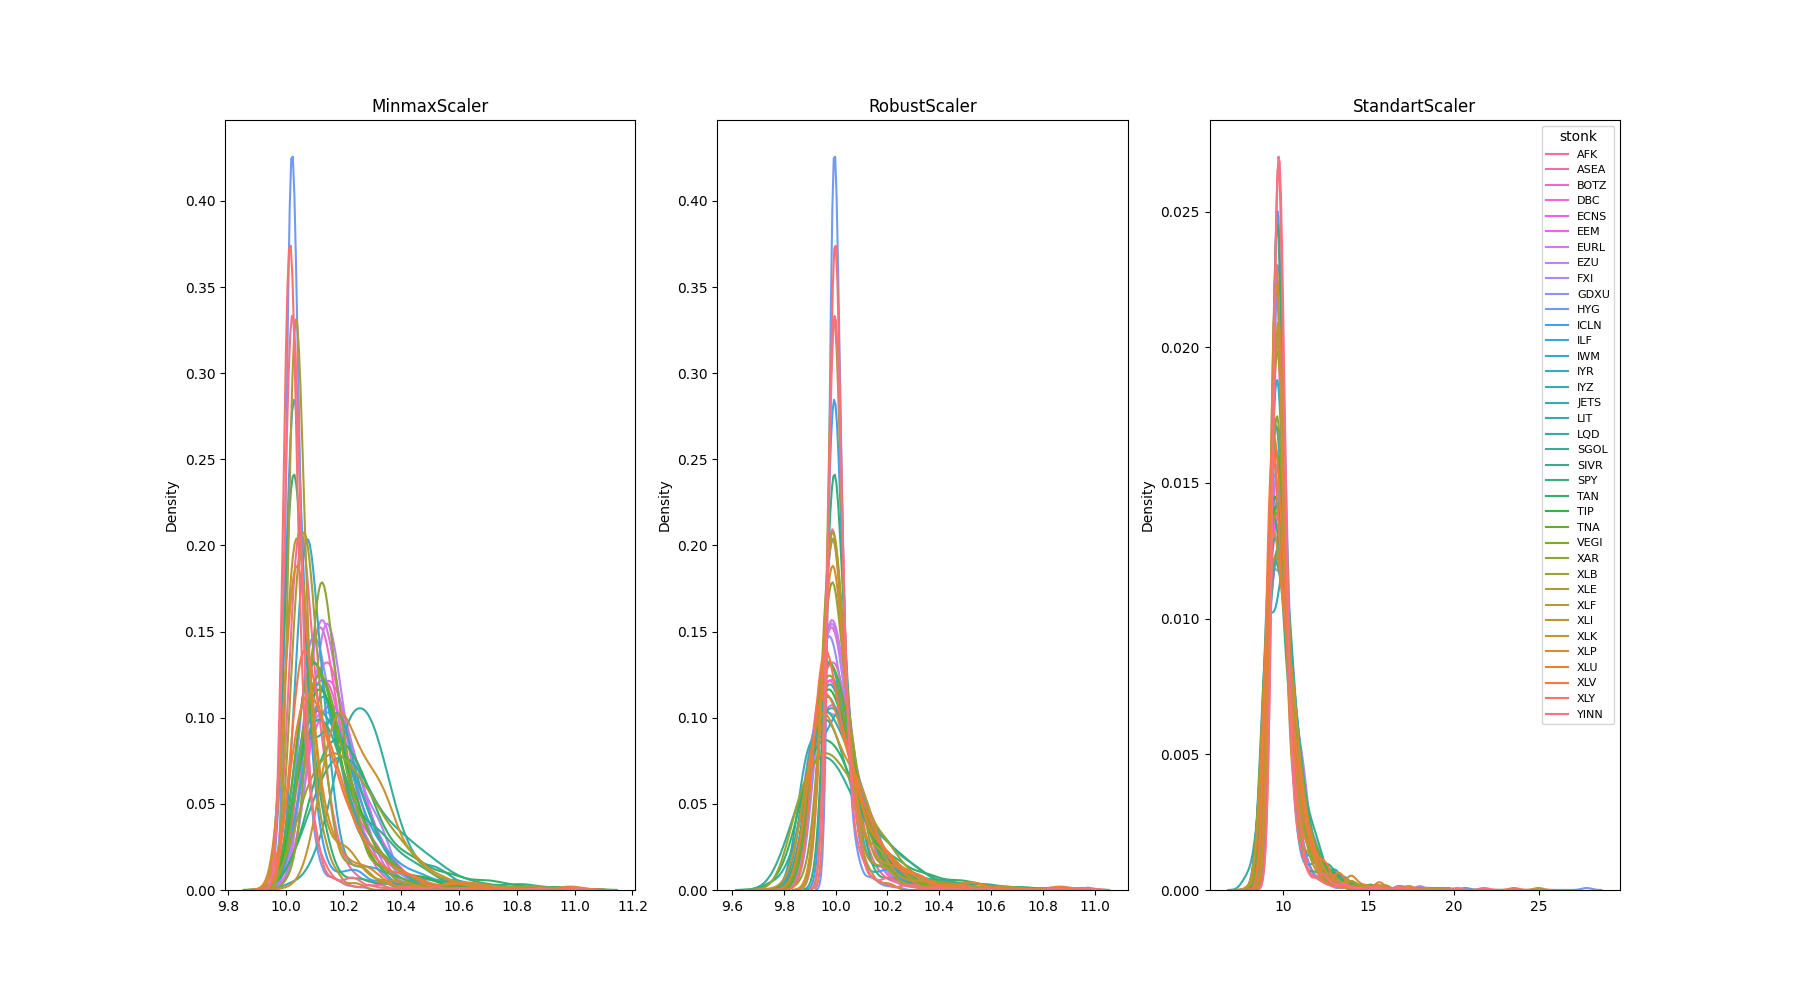 MinmaxScaler
Density
0.40
0.35
0.30
0.25
0.20
0.15
0.10
0.05
0.00
9.8 10.0 10.2 10.4 10.6 10.8 11.0 11.2
RobustScaler
Density
0.40
0.35
0.30
0.25
0.20
0.15
0.10
0.05
0.00
9.6 9.8 10.0 10.2 10.4 10.6 10.8 11.0
StandartScaler
Density
0.025
0.020
0.015
0.010
0.005
0.000
10 15 20 25
stonk
AFK
ASEA
BOTZ
DBC
ECNS
EEM
EURL
EZU
FXI
GDXU
HYG
ICLN
ILF
IWM
IYR
IYZ
JETS
LIT
LQD
SGOL
SIVR
SPY
TAN
TIP
TNA
VEGI
XAR
XLB
XLE
XLF
XLI
XLK
XLP
XLU
XLV
XLY
YINN